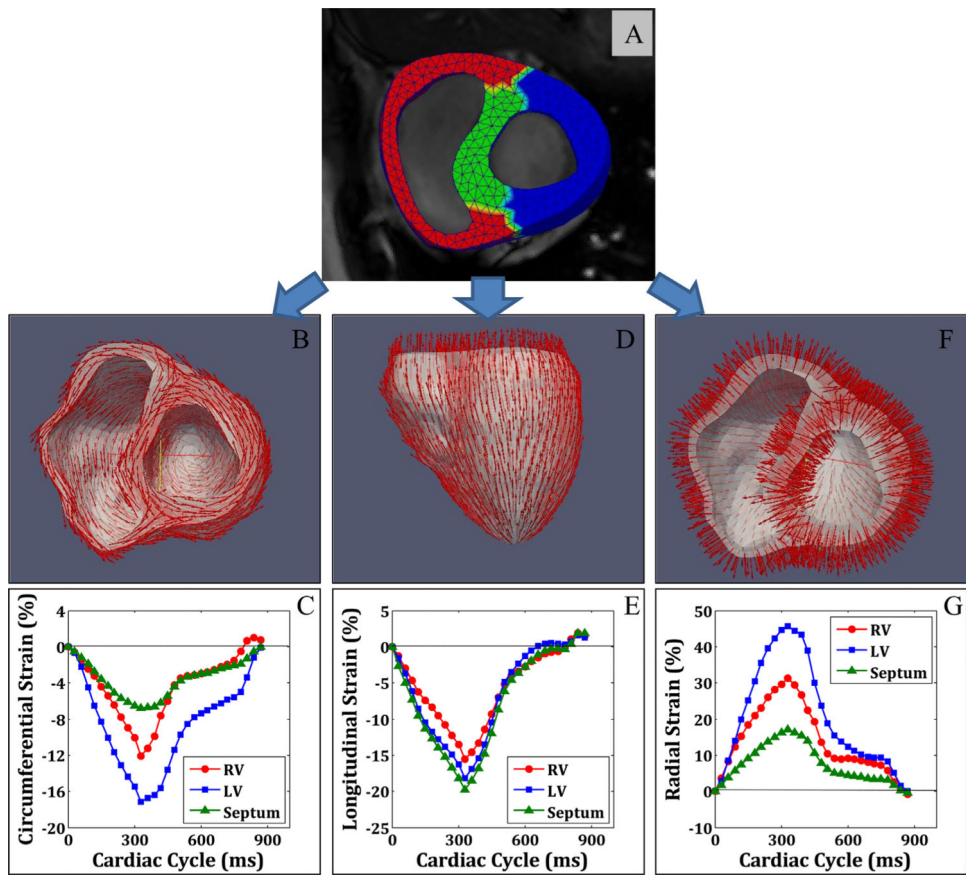 A
B
D
F
C
4
0
-4
-8
-12
-16
-20
Circumferential Strain (%)
RV
LV
Septum
0
300
600
900
Cardiac Cycle (ms)
E
5
0
-5
-10
-15
-20
-25
Longitudinal Strain (%)
RV
LV
Septum
0
300
600
900
Cardiac Cycle (ms)
G
50
40
30
20
10
0
-10
Radial Strain (%)
RV
LV
Septum
0
300
600
900
Cardiac Cycle (ms)